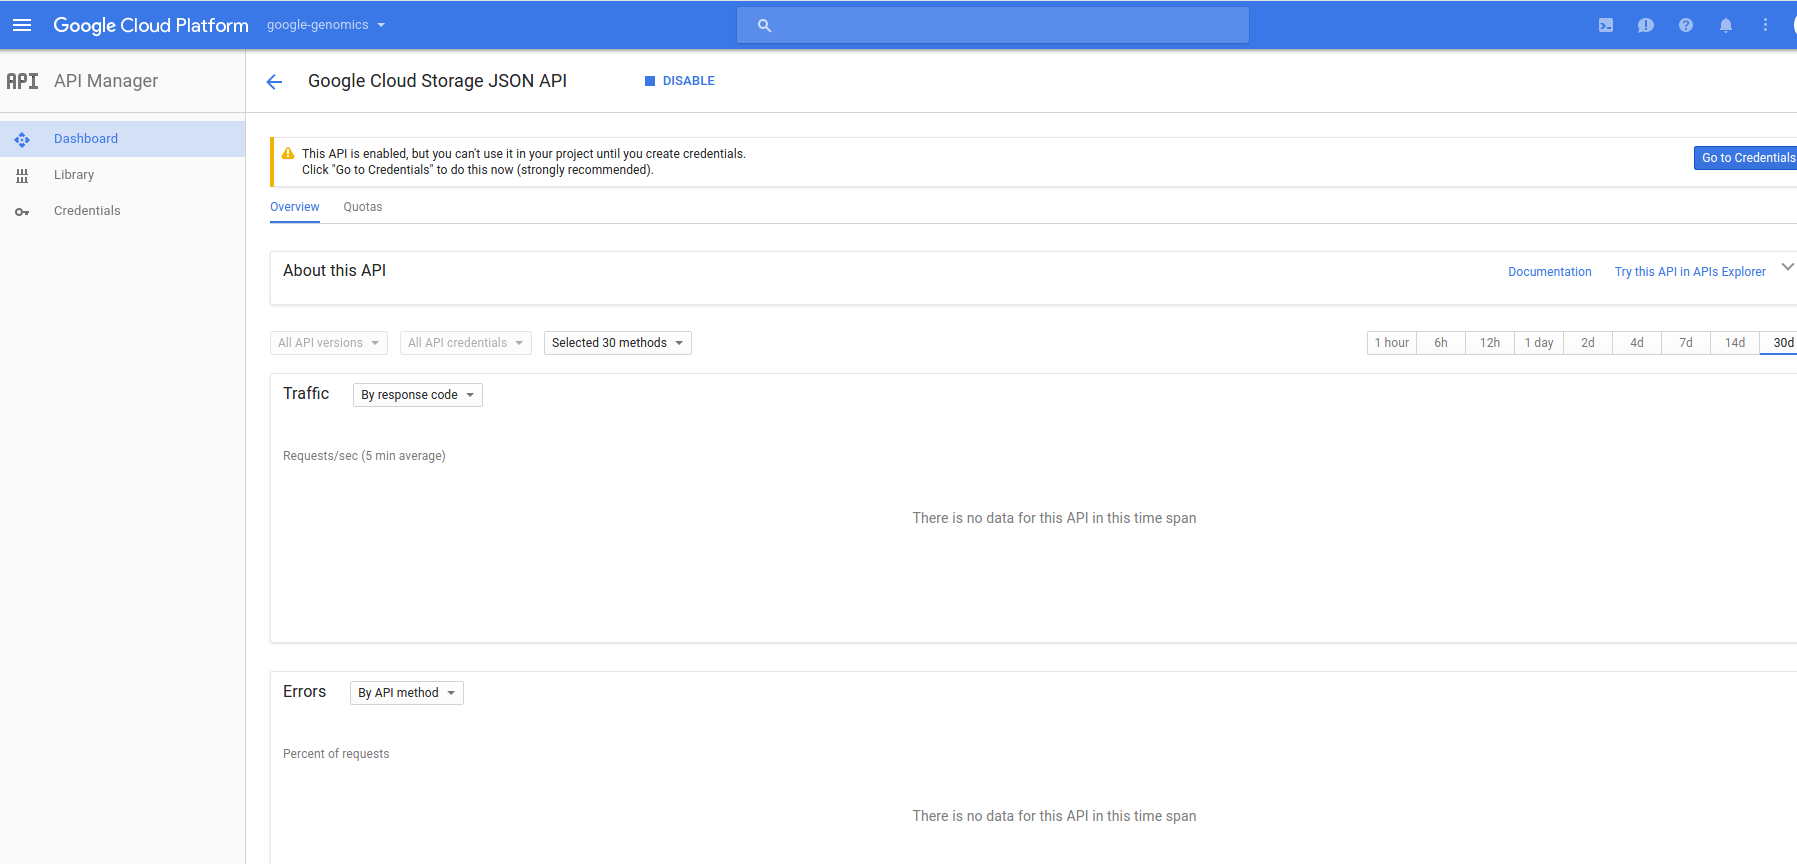 Google Cloud Platform
google-genomics
API
API Manager
Google Cloud Storage JSON API
DISABLE
Dashboard
Library
Credentials
This API is enabled, but you can't use it in your project until you create credentials.
Click "Go to Credentials" to do this now (strongly recommended).
Go to Credentials
Overview
Quotas
About this API
Documentation
Try this API in APIs Explorer
All API versions
All API credentials
Selected 30 methods
1 hour
6h
12h
1 day
2d
4d
7d
14d
30d
Traffic
By response code
Requests/sec (5 min average)
There is no data for this API in this time span
Errors
By API method
Percent of requests
There is no data for this API in this time span